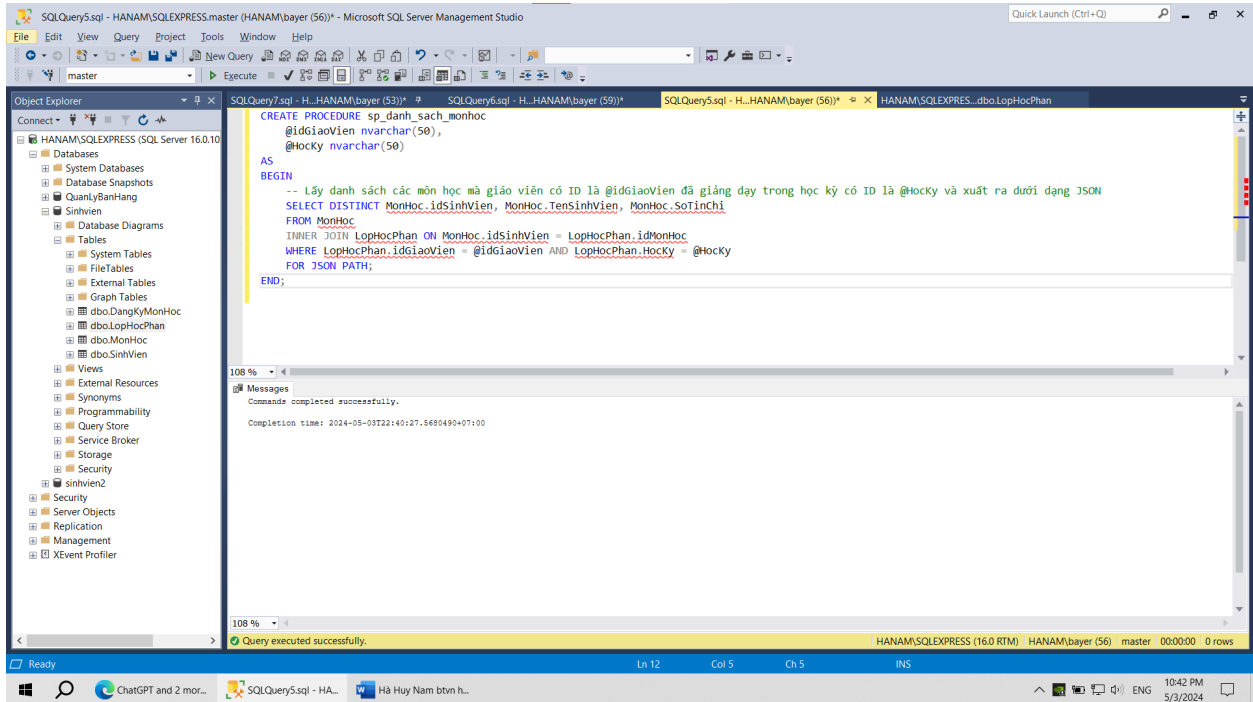 SQLQuery5.sql - HANAM\SQLEXPRESS.master (HANAM\bayer (56))* - Microsoft SQL Server Management Studio
Quick Launch (Ctrl+Q)
File Edit View Query Project Tools Window Help
New Query
master
Execute
Object Explorer
SQLQuery7.sql - H...HANAM\bayer (53))*
SQLQuery6.sql - H...HANAM\bayer (59))*
SQLQuery5.sql - H...HANAM\bayer (56))*
HANAM\SQLEXPRES...dbo.LopHocPhan
Connect
HANAM\SQLEXPRESS (SQL Server 16.0.10
Databases
System Databases
Database Snapshots
QuanLyBanHang
Sinhvien
Database Diagrams
Tables
System Tables
FileTables
External Tables
Graph Tables
dbo.DangKyMonHoc
dbo.LopHocPhan
dbo.MonHoc
dbo.SinhVien
Views
External Resources
Synonyms
Programmability
Query Store
Service Broker
Storage
Security
sinhvien2
Security
Server Objects
Replication
Management
XEvent Profiler
CREATE PROCEDURE sp_danh_sach_monhoc
@idGiaoVien nvarchar(50),
@HocKy nvarchar(50)
AS
BEGIN
-- Lấy danh sách các môn học mà giáo viên có ID là @idGiaoVien đã giảng dạy trong học kỳ có ID là @HocKy và xuất ra dưới dạng JSON
SELECT DISTINCT MonHoc.idSinhVien, MonHoc.TenSinhVien, MonHoc.SoTinChi
FROM MonHoc
INNER JOIN LopHocPhan ON MonHoc.idSinhVien = LopHocPhan.idMonHoc
WHERE LopHocPhan.idGiaoVien = @idGiaoVien AND LopHocPhan.HocKy = @HocKy
FOR JSON PATH;
END;
108 %
Messages
Commands completed successfully.
Completion time: 2024-05-03T22:40:27.5680490+07:00
108 %
Query executed successfully.
HANAM\SQLEXPRESS (16.0 RTM)
HANAM\bayer (56)
master
00:00:00
0 rows
Ready
Ln 12
Col 5
Ch 5
INS
ChatGPT and 2 mor...
SQLQuery5.sql - HA...
Hà Huy Nam btvn h...
ENG
10:42 PM
5/3/2024